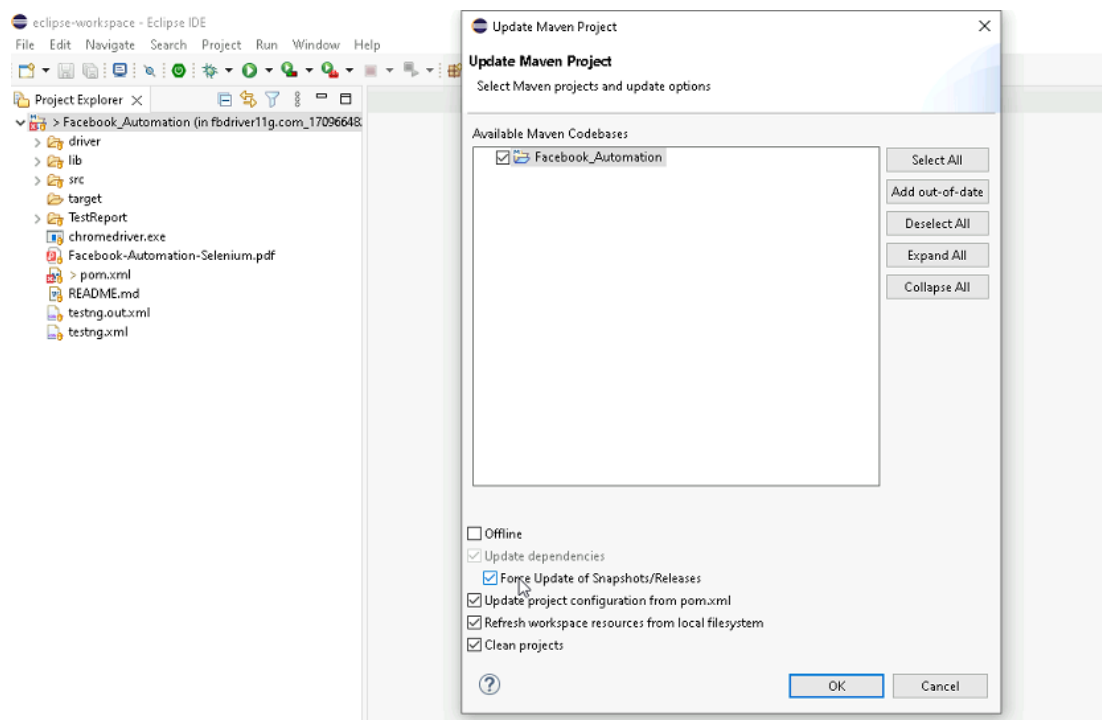 eclipse-workspace - Eclipse IDE
File Edit Navigate Search Project Run Window Help
Project Explorer
> Facebook_Automation (in fbdriver11g.com_17096648
driver
lib
src
target
TestReport
chromedriver.exe
Facebook-Automation-Selenium.pdf
> pom.xml
README.md
testng.out.xml
testng.xml
Update Maven Project
Update Maven Project
Select Maven projects and update options
Available Maven Codebases
Facebook_Automation
Select All
Add out-of-date
Deselect All
Expand All
Collapse All
Offline
Update dependencies
Force Update of Snapshots/Releases
Update project configuration from pom.xml
Refresh workspace resources from local filesystem
Clean projects
OK
Cancel